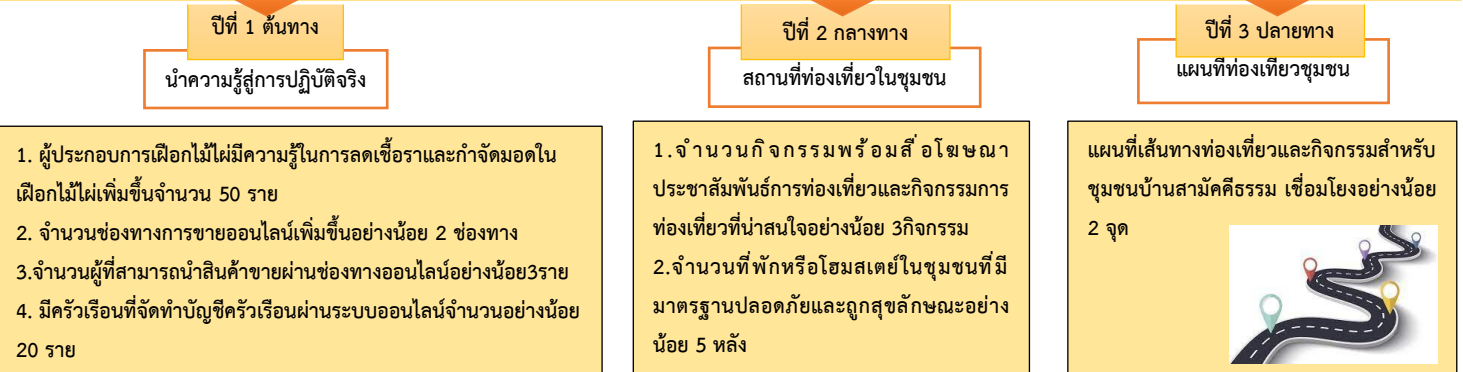 ปีที่ 1 ต้นทาง
นำความรู้สู่การปฏิบัติจริง
1. ผู้ประกอบการเฝือกไม้ไผ่มีความรู้ในการลดเชื้อราและกำจัดมอดใน
เฝือกไม้ไผ่เพิ่มขึ้นจำนวน 50 ราย
2. จำนวนช่องทางการขายออนไลน์เพิ่มขึ้นอย่างน้อย 2 ช่องทาง
3.จำนวนผู้ที่สามารถนำสินค้าขายผ่านช่องทางออนไลน์อย่างน้อย3ราย
4. มีครัวเรือนที่จัดทำบัญชีครัวเรือนผ่านระบบออนไลน์จำนวนอย่างน้อย
20 ราย
ปีที่ 2 กลางทาง
สถานที่ท่องเที่ยวในชุมชน
1.จำนวนกิจกรรมพร้อมสื่อโฆษณา
ประชาสัมพันธ์การท่องเที่ยวและกิจกรรมการ
ท่องเที่ยวที่น่าสนใจอย่างน้อย 3กิจกรรม
2.จำนวนที่พักหรือโฮมสเตย์ในชุมชนที่มี
มาตรฐานปลอดภัยและถูกสุขลักษณะอย่าง
น้อย 5 หลัง
ปีที่ 3 ปลายทาง
แผนที่ท่องเที่ยวชุมชน
แผนที่เส้นทางท่องเที่ยวและกิจกรรมสำหรับ
ชุมชนบ้านสามัคคีธรรม เชื่อมโยงอย่างน้อย
2 จุด